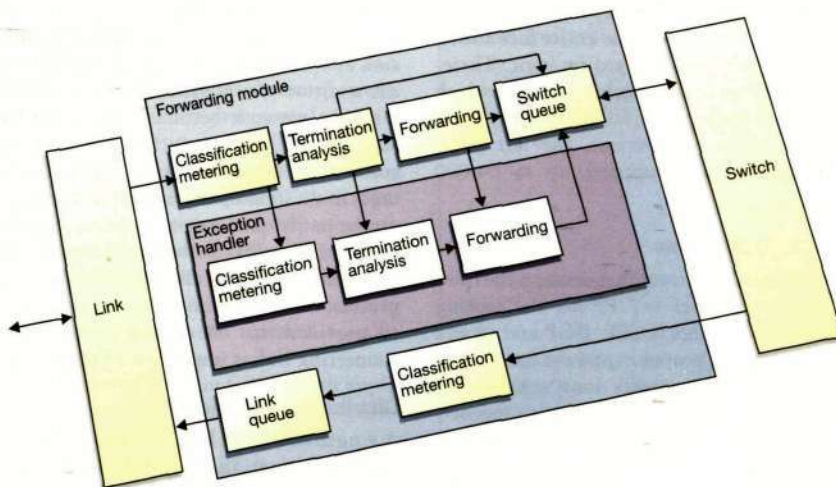 Forwarding module
Classification
metering
Termination
analysis
Forwarding
Switch
queue
Exception
handler
Classification
metering
Termination
analysis
Forwarding
Link
Switch
Link
queue
Classification
metering